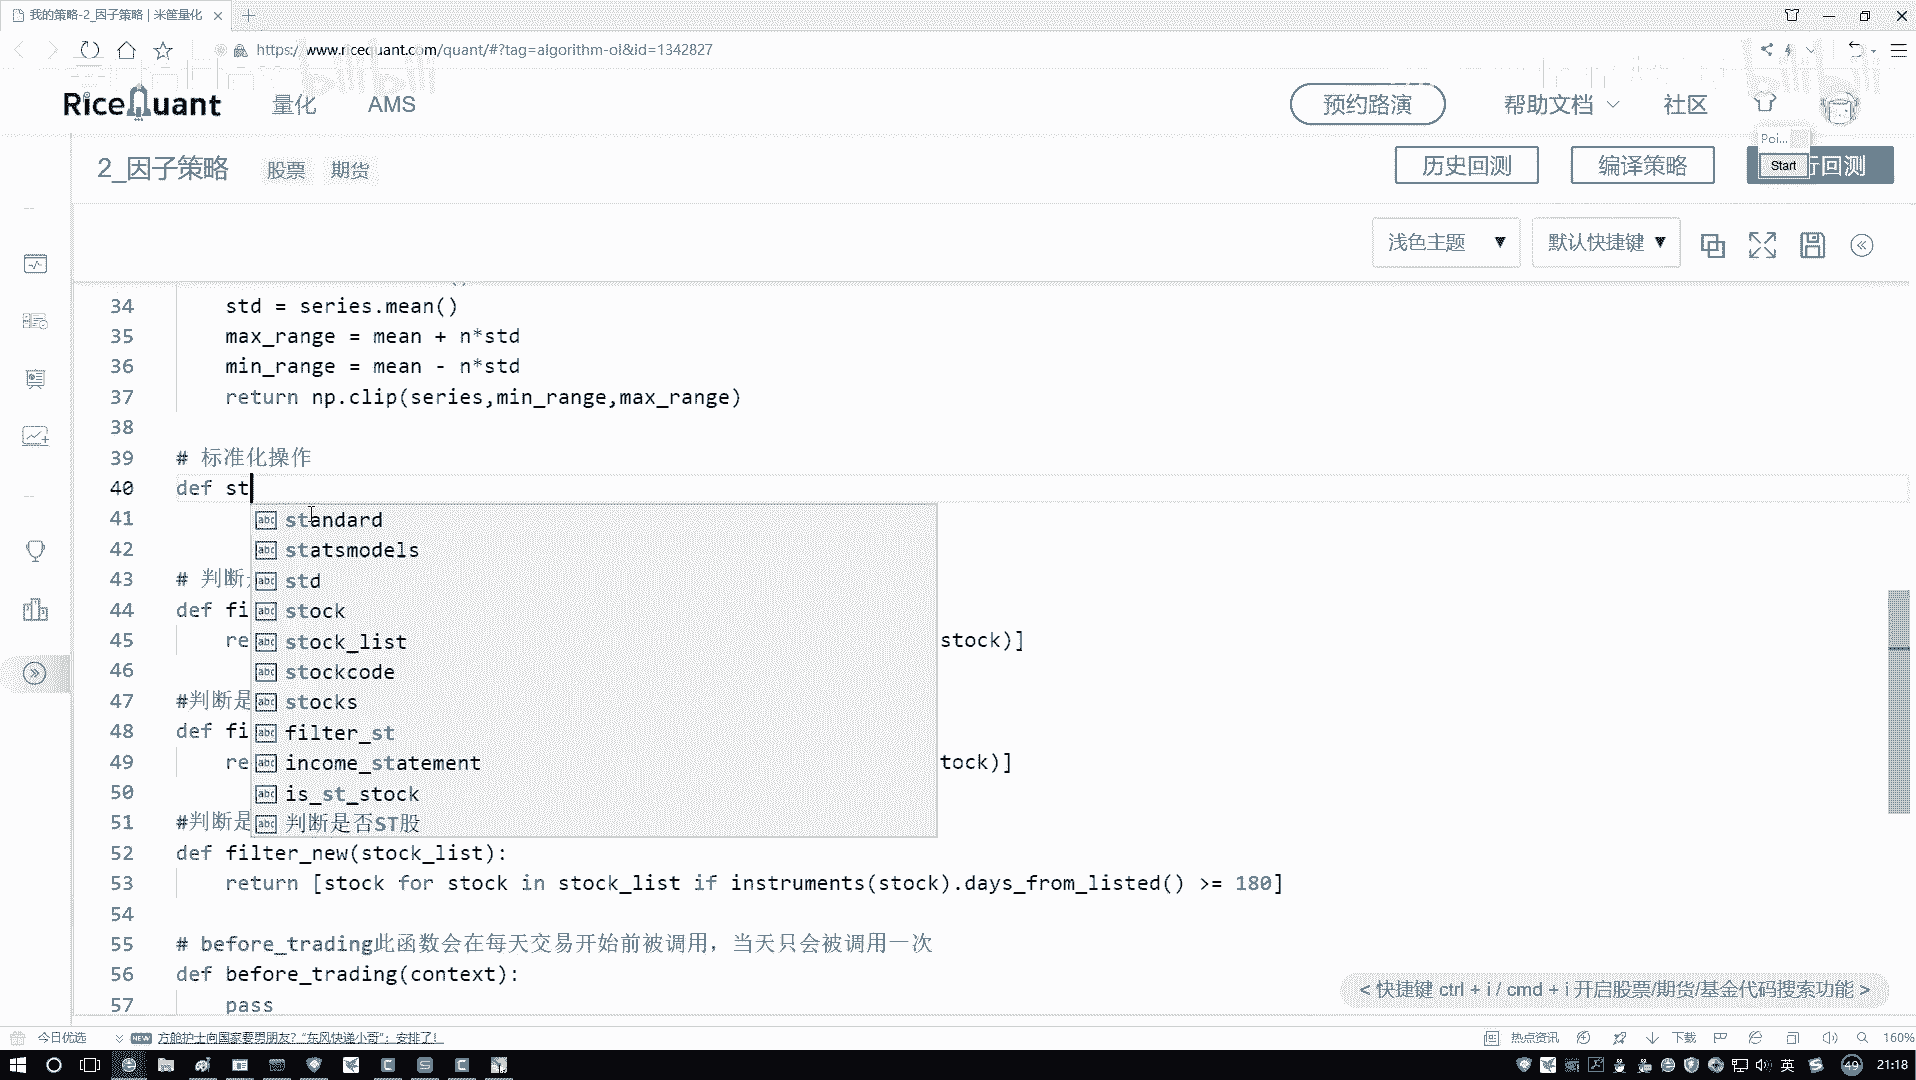 我的策略-2_因子策略 | 米筐量化
https://www.ricequant.com/quant/#?tag=algorithm-ol&id=1342827
bilibili
bilibili
RiceQuant 量化 AMS 预约路演 帮助文档 社区
Poi...
2_因子策略 股票 期货 历史回测 编译策略 Start 行回测
浅色主题 ▼ 默认快捷键 ▼
34 std = series.mean()
35 max_range = mean + n*std
36 min_range = mean - n*std
37 return np.clip(series,min_range,max_range)
38
39 # 标准化操作
40 def st
41 standard
42 statsmodels
43 # 判断 std
44 def fi stock
45 re stock_list stock)]
46 stockcode
47 #判断是 stocks
48 def fi filter_st
49 re income_statement tock)]
50 is_st_stock
51 #判断是 判断是否ST股
52 def filter_new(stock_list):
53 return [stock for stock in stock_list if instruments(stock).days_from_listed() >= 180]
54
55 # before_trading此函数会在每天交易开始前被调用，当天只会被调用一次
56 def before_trading(context):
57 pass
< 快捷键 ctrl + i / cmd + i 开启股票/期货/基金代码搜索功能 >
今日优选 NEW 方舱护士向国家要男朋友？“东风快递小哥”：安排了！ 热点资讯 下载 160%
英 49 21:18